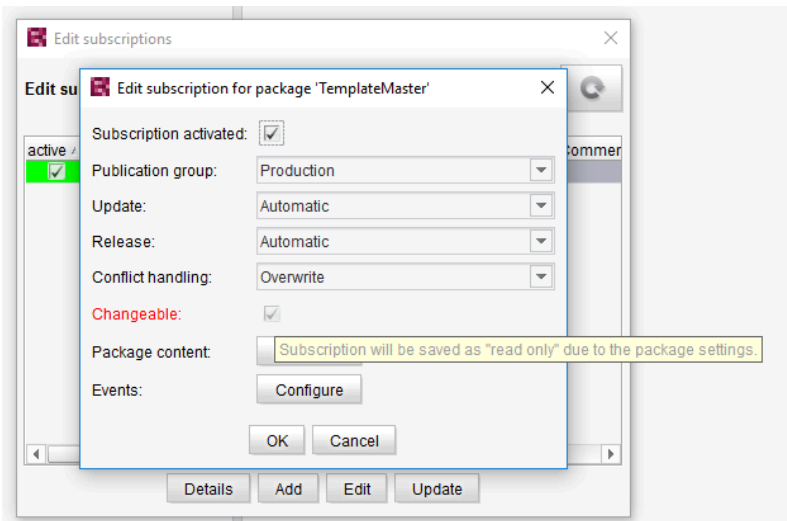 Edit subscriptions
Edit su
Edit subscription for package 'TemplateMaster'
active
Commen
Subscription activated:
Publication group: Production
Update: Automatic
Release: Automatic
Conflict handling: Overwrite
Changeable:
Subscription will be saved as "read only" due to the package settings.
Package content:
Events: Configure
OK Cancel
Details Add Edit Update